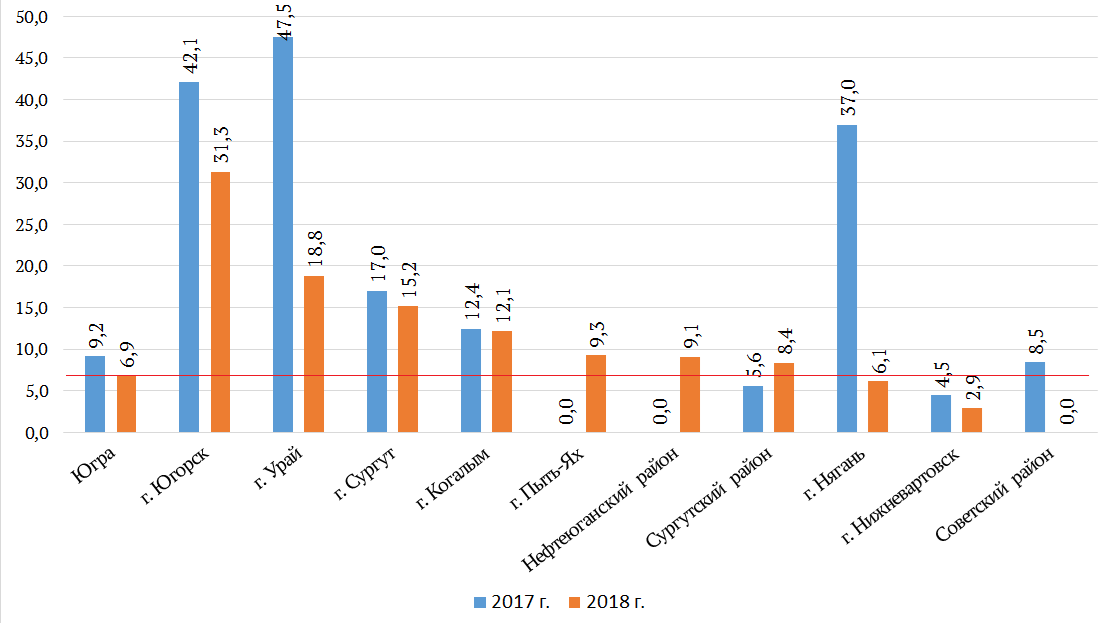 50,0
45,0
40,0
35,0
30,0
25,0
20,0
15,0
10,0
5,0
0,0
9,2
6,9
42,1
31,3
47,5
18,8
17,0
15,2
12,4
12,1
0,0
9,3
0,0
9,1
5,6
8,4
37,0
6,1
4,5
2,9
8,5
0,0
Югра
г. Югорск
г. Урай
г. Сургут
г. Когалым
г. Пыть-Ях
Нефтеюганский район
Сургутский район
г. Нягань
г. Нижневартовск
Советский район
2017 г.
2018 г.